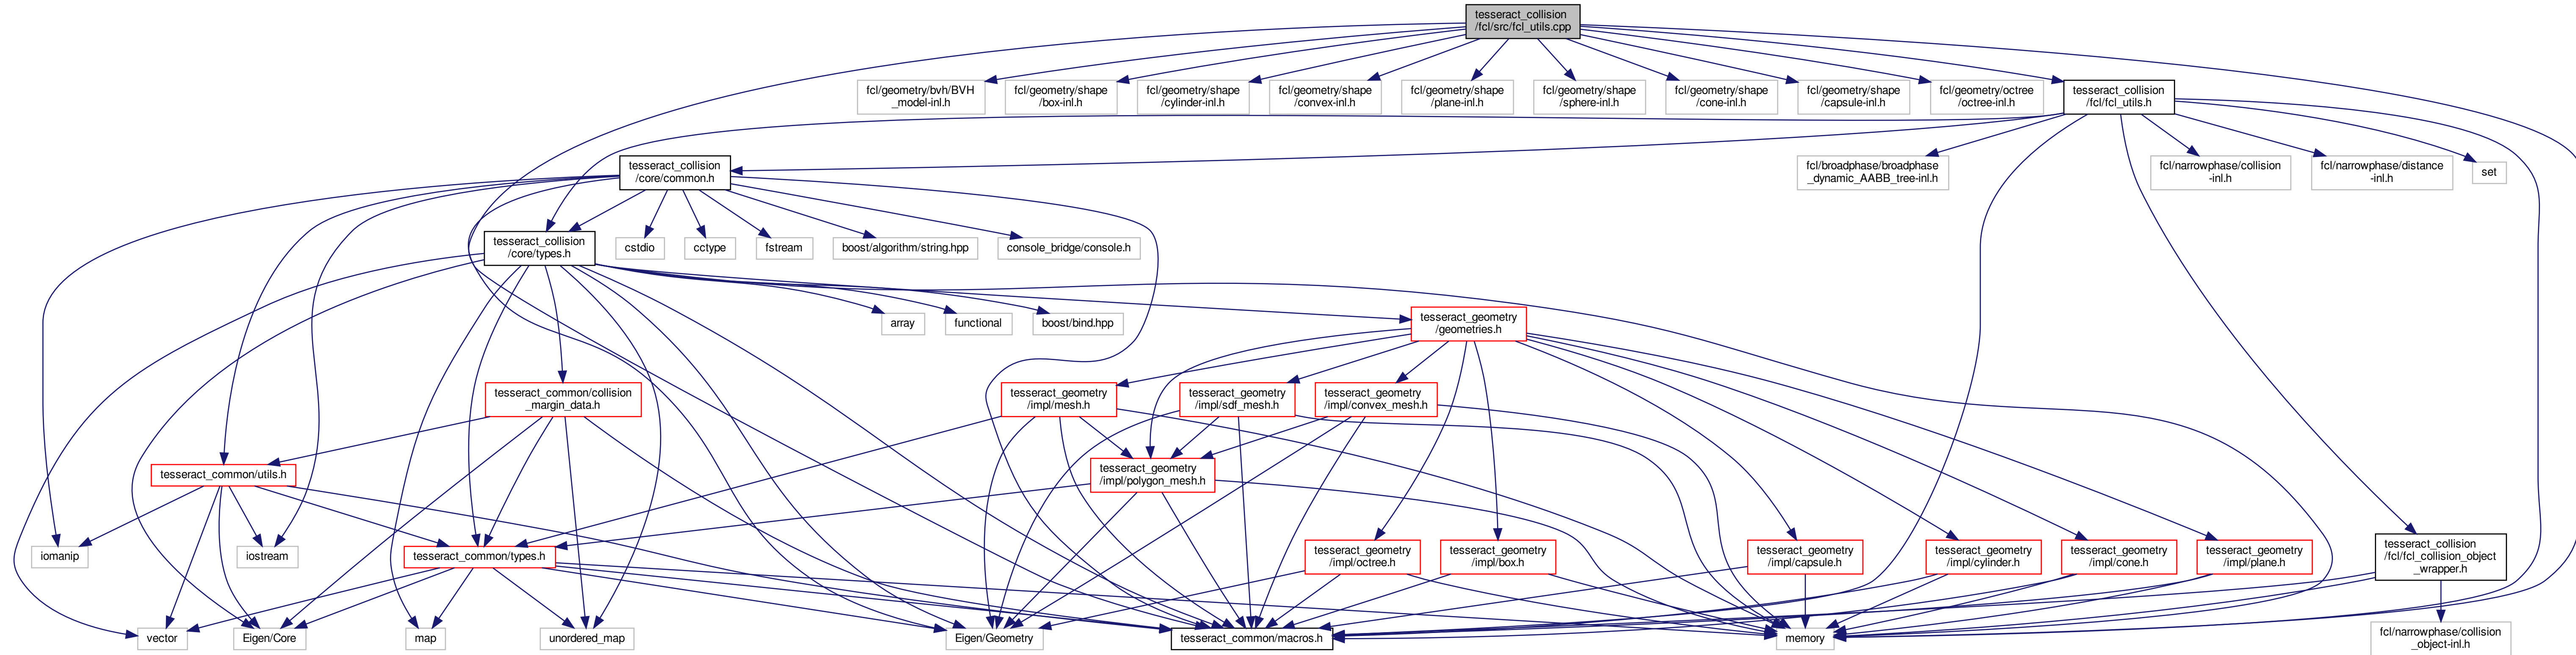 tesseract_collision
/fcl/src/fcl_utils.cpp
fcl/geometry/bvh/BVH
_model-inl.h
fcl/geometry/shape
/box-inl.h
fcl/geometry/shape
/cylinder-inl.h
fcl/geometry/shape
/convex-inl.h
fcl/geometry/shape
/plane-inl.h
fcl/geometry/shape
/sphere-inl.h
fcl/geometry/shape
/cone-inl.h
fcl/geometry/shape
/capsule-inl.h
fcl/geometry/octree
/octree-inl.h
tesseract_collision
/fcl/fcl_utils.h
tesseract_collision
/core/common.h
fcl/broadphase/broadphase
_dynamic_AABB_tree-inl.h
fcl/narrowphase/collision
-inl.h
fcl/narrowphase/distance
-inl.h
set
tesseract_collision
/core/types.h
cstdio
cctype
fstream
boost/algorithm/string.hpp
console_bridge/console.h
array
functional
boost/bind.hpp
tesseract_geometry
/geometries.h
tesseract_common/collision
_margin_data.h
tesseract_geometry
/impl/mesh.h
tesseract_geometry
/impl/sdf_mesh.h
tesseract_geometry
/impl/convex_mesh.h
tesseract_common/utils.h
tesseract_geometry
/impl/polygon_mesh.h
iomanip
iostream
tesseract_common/types.h
tesseract_geometry
/impl/octree.h
tesseract_geometry
/impl/box.h
tesseract_geometry
/impl/capsule.h
tesseract_geometry
/impl/cylinder.h
tesseract_geometry
/impl/cone.h
tesseract_geometry
/impl/plane.h
tesseract_collision
/fcl/fcl_collision_object
_wrapper.h
vector
Eigen/Core
map
unordered_map
Eigen/Geometry
tesseract_common/macros.h
memory
fcl/narrowphase/collision
_object-inl.h